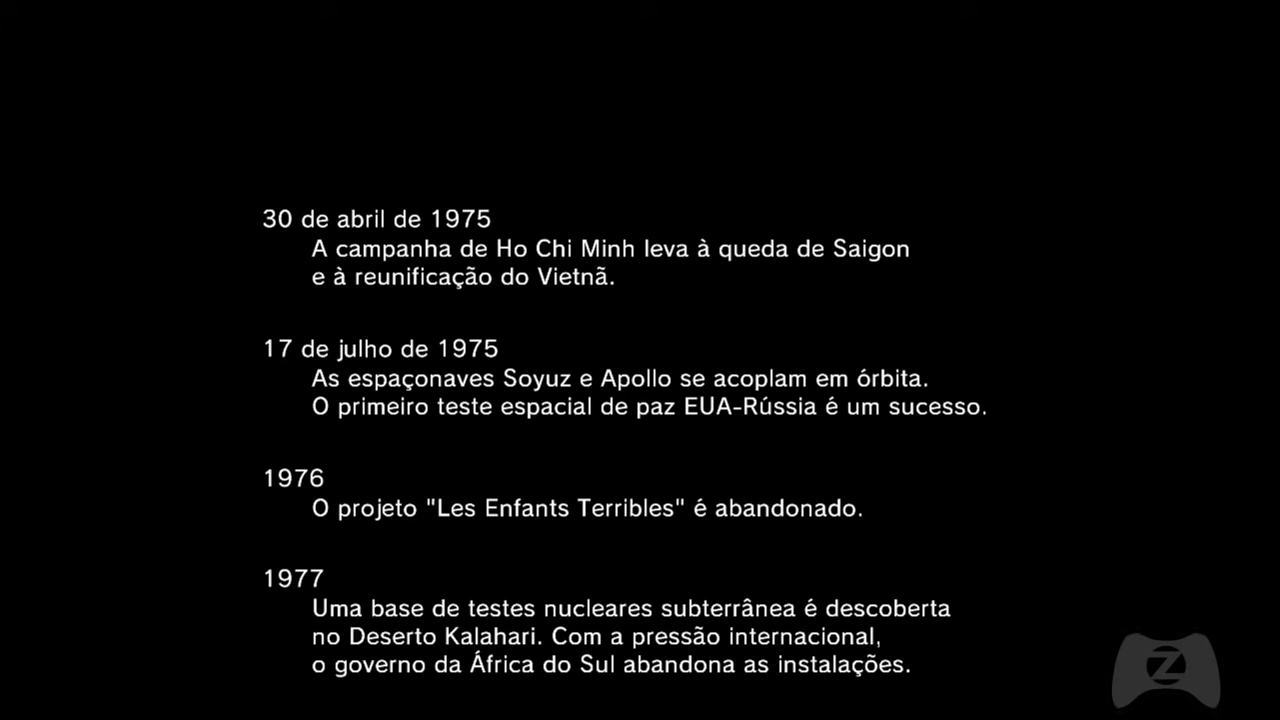 30 de abril de 1975
A campanha de Ho Chi Minh leva à queda de Saigon
e à reunificação do Vietnã.
17 de julho de 1975
As espaçonaves Soyuz e Apollo se acoplam em órbita.
O primeiro teste espacial de paz EUA-Rússia é um sucesso.
1976
O projeto "Les Enfants Terribles" é abandonado.
1977
Uma base de testes nucleares subterrânea é descoberta
no Deserto Kalahari. Com a pressão internacional,
o governo da África do Sul abandona as instalações.
Z